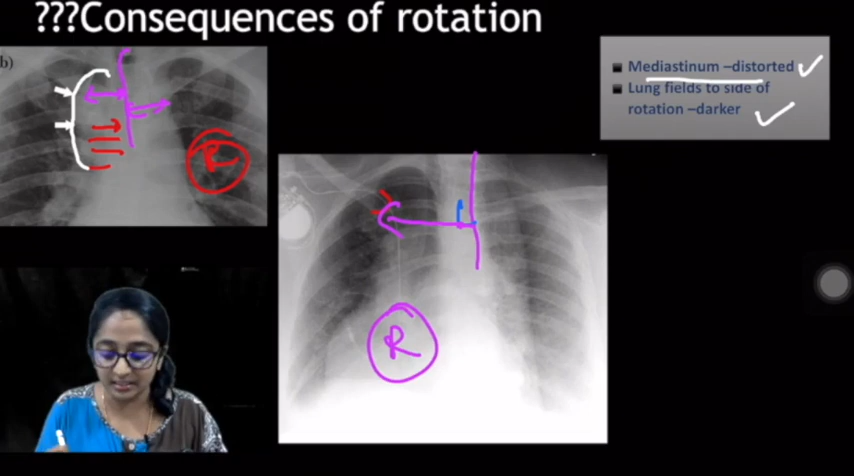 ???Consequences of rotation
b)
Mediastinum –distorted
Lung fields to side of
rotation –darker
R
R